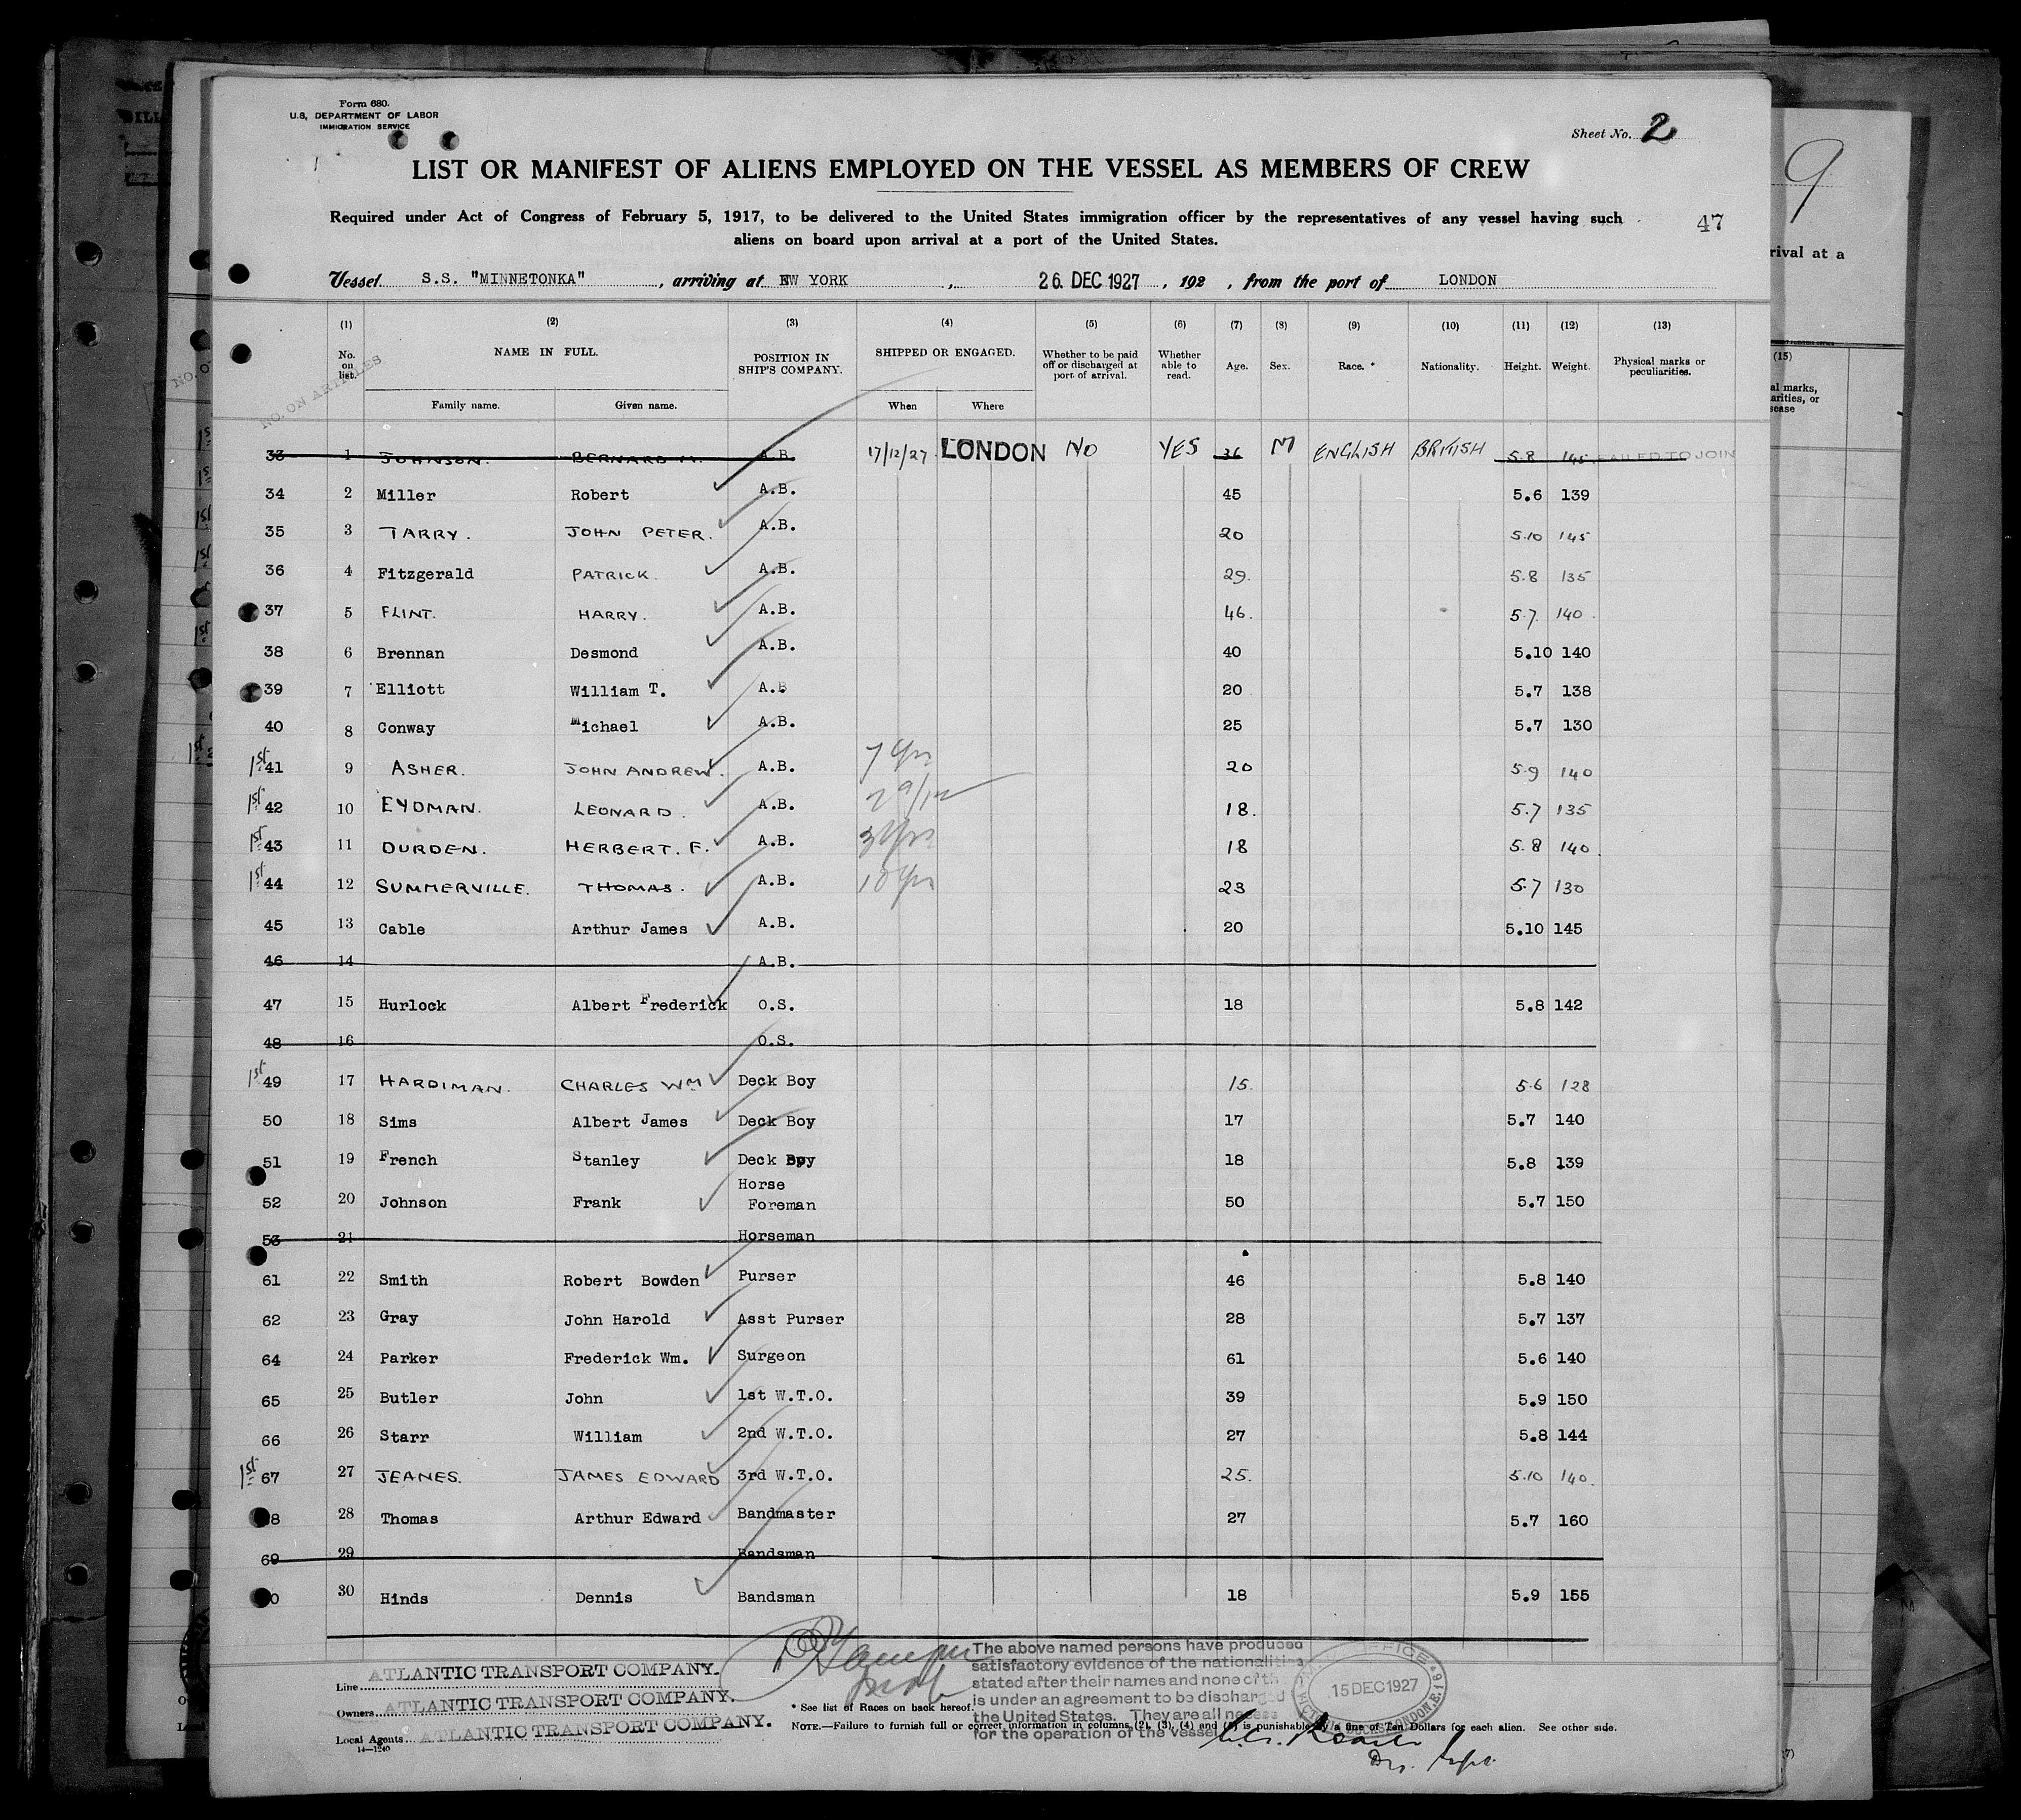 Form 680.
U.S. DEPARTMENT OF LABOR
IMMIGRATION SERVICE
Sheet No. 2
9
LIST OR MANIFEST OF ALIENS EMPLOYED ON THE VESSEL AS MEMBERS OF CREW
Required under Act of Congress of February 5, 1917, to be delivered to the United States immigration officer by the representatives of any vessel having such
aliens on board upon arrival at a port of the United States.
47
rival at a
Vessel S.S. "MINNETONKA", arriving at EW YORK, 26. DEC 1927, 192 , from the port of LONDON
(1) (2) (3) (4) (5) (6) (7) (8) (9) (10) (11) (12) (13) (15)
No. on list. NAME IN FULL. POSITION IN SHIP'S COMPANY. SHIPPED OR ENGAGED. Whether to be paid off or discharged at port of arrival. Whether able to read. Age. Sex. Race. * Nationality. Height. Weight. Physical marks or peculiarities.
NO. ON ARTICLES
Family name. Given name. When Where
33 1 JOHNSON. BERNARD M. A.B. 17/12/27 LONDON NO YES 36 M ENGLISH BRITISH 5.8 145 FAILED TO JOIN
34 2 Miller Robert A.B. 45 5.6 139
35 3 TARRY. JOHN PETER. A.B. 20 5.10 145
36 4 Fitzgerald PATRICK. A.B. 29. 5.8 135
37 5 FLINT. HARRY. A.B. 46. 5.7. 140.
38 6 Brennan Desmond A.B. 40 5.10 140
39 7 Elliott William T. A.B 20 5.7 138
40 8 Conway Michael A.B. 25 5.7 130
1st 41 9 ASHER. JOHN ANDREW. A.B. 7 yrs 20 5.9 140
1st 42 10 EYDMAN. LEONARD. A.B. 2 9/12 18. 5.7 135
1st 43 11 DURDEN. HERBERT. F. A.B. 3 yrs 18 5.8 140.
1st 44 12 SUMMERVILLE. THOMAS. A.B. 10 yrs 23 5.7 130
45 13 Cable Arthur James A.B. 20 5.10 145
46 14 A.B.
47 15 Hurlock Albert Frederick O.S. 18 5.8 142
48 16 O.S.
1st 49 17 HARDIMAN. CHARLES WM A Deck Boy 15. 5.6 128
50 18 Sims Albert James Deck Boy 17 5.7 140
51 19 French Stanley Deck Boy 18 5.8 139
52 20 Johnson Frank Horse Foreman 50 5.7 150
53 21 Horseman
61 22 Smith Robert Bowden Purser 46 5.8 140
62 23 Gray John Harold Asst Purser 28 5.7 137
64 24 Parker Frederick Wm. Surgeon 61 5.6 140
65 25 Butler John 1st W.T.O. 39 5.9 150
66 26 Starr William 2nd W.T.O. 27 5.8 144
1st 67 27 JEANES. JAMES EDWARD 3rd W.T.O. 25. 5.10 140.
8 28 Thomas Arthur Edward Bandmaster 27 5.7 160
69 29 Bandsman
0 30 Hinds Dennis Bandsman 18 5.9 155
Line ATLANTIC TRANSPORT COMPANY.
Owners ATLANTIC TRANSPORT COMPANY.
Local Agents ATLANTIC TRANSPORT COMPANY.
14—1240
The above named persons have produced
satisfactory evidence of the nationalities
stated after their names and none of th
is under an agreement to be discharged
the United States. They are all necess
for the operation of the vessel
15 DEC 1927
* See list of Races on back hereof.
NOTE.—Failure to furnish full or correct information in columns (2), (3), (4) and is punishable by a fine of Ten Dollars for each alien. See other side.